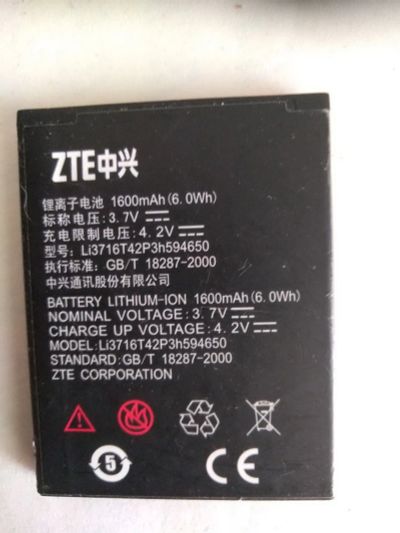 ZTE中兴
锂离子电池 1600mAh(6.0Wh)
标称电压: 3.7V
充电限制电压: 4.2V
型号: Li3716T42P3h594650
执行标准: GB/T 18287-2000
中兴通讯股份有限公司
BATTERY LITHIUM-ION 1600mAh(6.0Wh)
NOMINAL VOLTAGE: 3.7V
CHARGE UP VOLTAGE: 4.2V
MODEL: Li3716T42P3h594650
STANDARD: GB/T 18287-2000
ZTE CORPORATION
5 CE